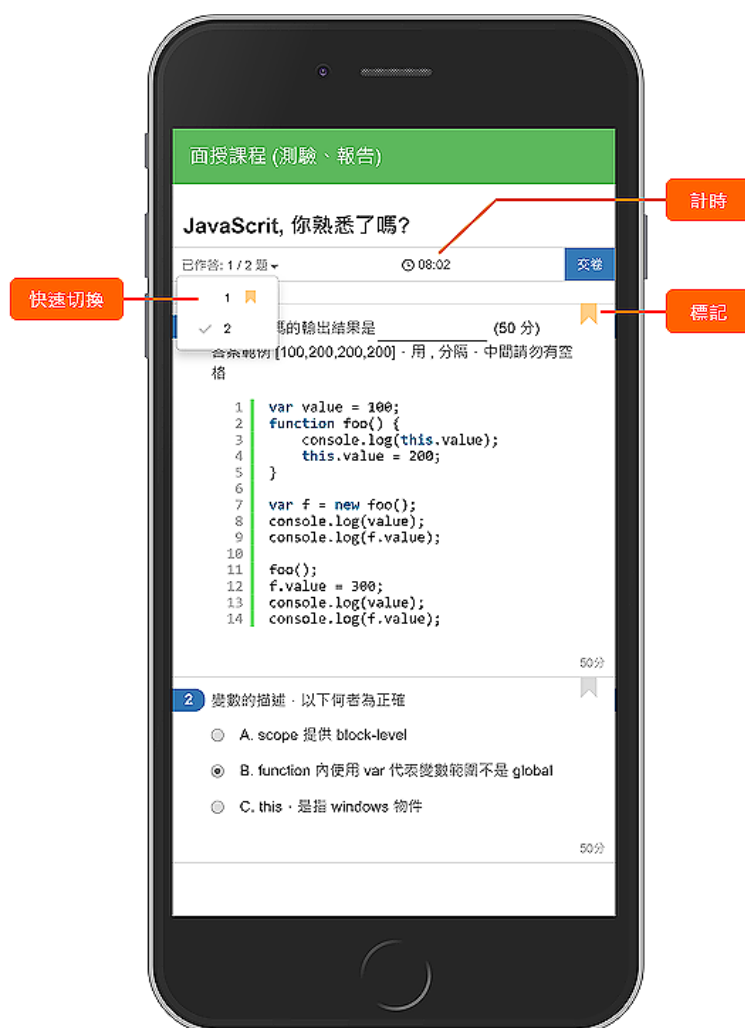 面授課程 (測驗、報告)
計時
JavaScrit, 你熟悉了嗎?
已作答: 1 / 2 題
08:02
交卷
快速切換
1
2
標記
碼的輸出結果是 (50 分)
答案範例 [100,200,200,200]，用 , 分隔，中間請勿有空
格
1 var value = 100;
2 function foo() {
3 console.log(this.value);
4 this.value = 200;
5 }
6
7 var f = new foo();
8 console.log(value);
9 console.log(f.value);
10
11 foo();
12 f.value = 300;
13 console.log(value);
14 console.log(f.value);
50分
2 變數的描述，以下何者為正確
A. scope 提供 block-level
B. function 內使用 var 代表變數範圍不是 global
C. this，是指 windows 物件
50分